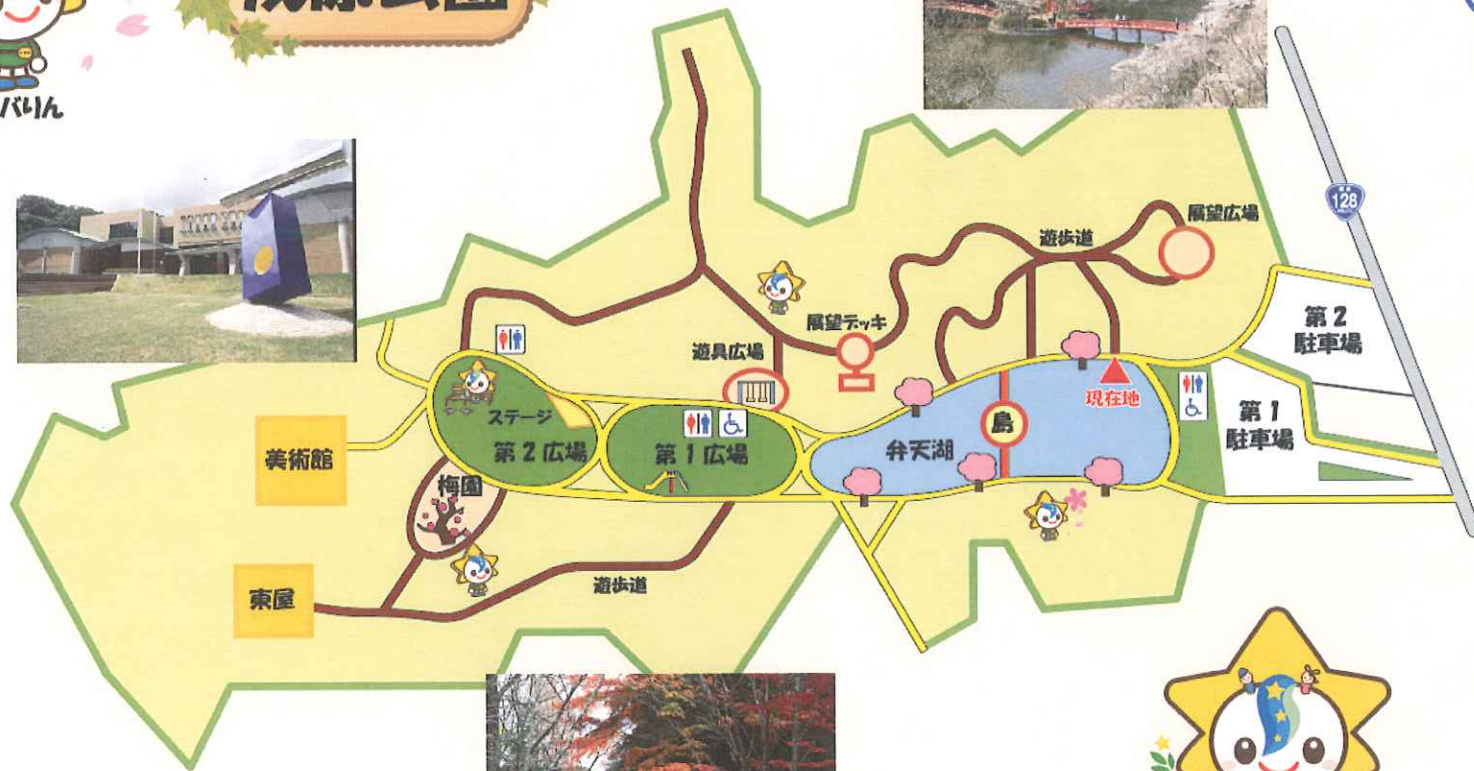 公園
バりん
128
展望広場
遊歩道
第2
駐車場
展望デッキ
遊具広場
現在地
第1
駐車場
ステージ
島
第2広場
第1広場
弁天湖
美術館
梅園
東屋
遊歩道